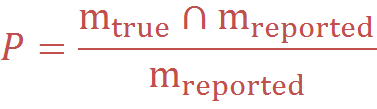 P = m_true ∩ m_reported / m_reported